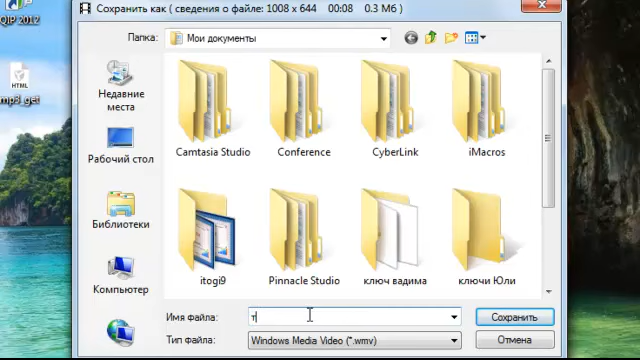 Сохранить как ( сведения о файле: 1008 x 644 00:08 0.3 Мб )
QIP 2012
Папка: Мои документы
HTML
mp3_get
Недавние места
Рабочий стол
Библиотеки
Компьютер
Camtasia Studio Conference CyberLink iMacros
itogi9 Pinnacle Studio ключ вадима ключи Юли
Имя файла: т Сохранить
Тип файла: Windows Media Video (*.wmv) Отмена